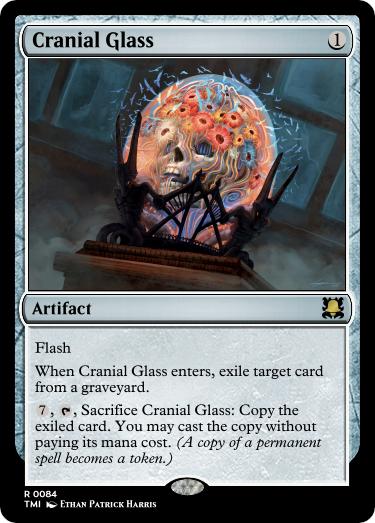 Cranial Glass 1
Artifact
Flash
When Cranial Glass enters, exile target card
from a graveyard.
7, T, Sacrifice Cranial Glass: Copy the
exiled card. You may cast the copy without
paying its mana cost. (A copy of a permanent
spell becomes a token.)
R 0084
TMI Ethan Patrick Harris